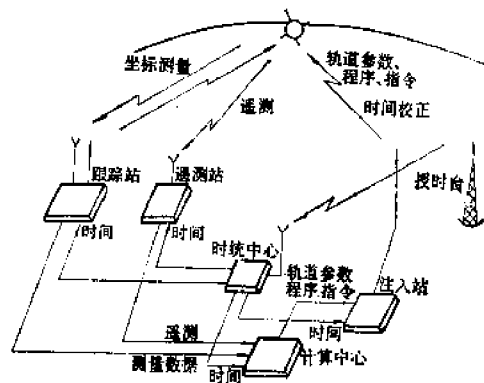 坐标测量
轨道参数、
程序、指令
遥测
时间校正
授时台
跟踪站
遥测站
时间
时间
时统中心
轨道参数
程序指令
注入站
遥测
时间
测量数据
时间
计算中心